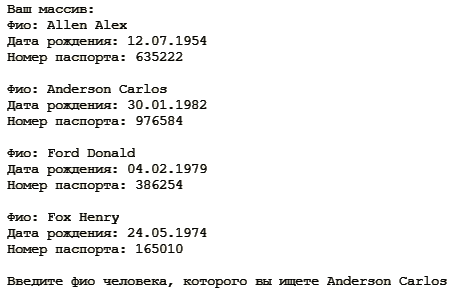 Ваш массив:
Фио: Allen Alex
Дата рождения: 12.07.1954
Номер паспорта: 635222
Фио: Anderson Carlos
Дата рождения: 30.01.1982
Номер паспорта: 976584
Фио: Ford Donald
Дата рождения: 04.02.1979
Номер паспорта: 386254
Фио: Fox Henry
Дата рождения: 24.05.1974
Номер паспорта: 165010
Введите фио человека, которого вы ищете Anderson Carlos